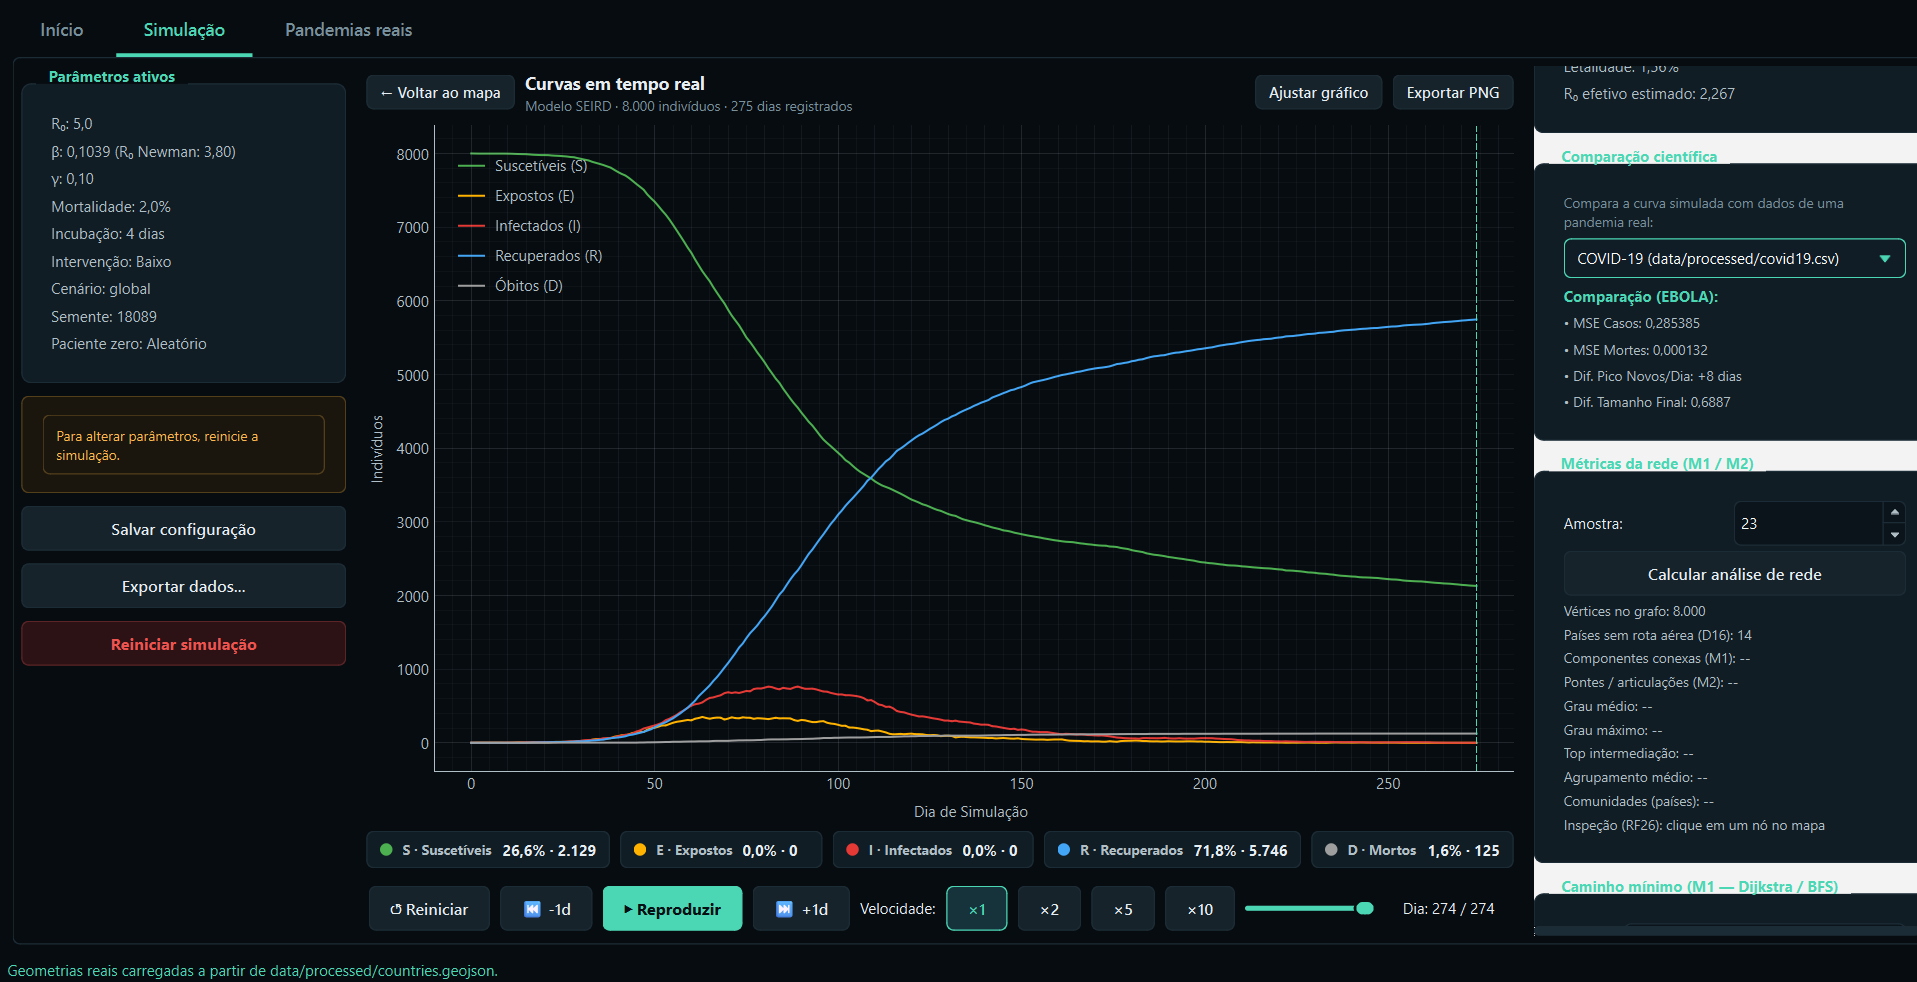 Início
Simulação
Pandemias reais
Parâmetros ativos
R₀: 5,0
β: 0,1039 (R₀ Newman: 3,80)
γ: 0,10
Mortalidade: 2,0%
Incubação: 4 dias
Intervenção: Baixo
Cenário: global
Semente: 18089
Paciente zero: Aleatório
Para alterar parâmetros, reinicie a
simulação.
Salvar configuração
Exportar dados...
Reiniciar simulação
← Voltar ao mapa
Curvas em tempo real
Modelo SEIRD · 8.000 indivíduos · 275 dias registrados
Ajustar gráfico
Exportar PNG
Suscetíveis (S)
Expostos (E)
Infectados (I)
Recuperados (R)
Óbitos (D)
8000
7000
6000
5000
4000
3000
2000
1000
0
Indivíduos
0
50
100
150
200
250
Dia de Simulação
S · Suscetíveis 26,6% · 2.129
E · Expostos 0,0% · 0
I · Infectados 0,0% · 0
R · Recuperados 71,8% · 5.746
D · Mortos 1,6% · 125
↺ Reiniciar
⏮ -1d
▶ Reproduzir
⏭ +1d
Velocidade:
×1
×2
×5
×10
Dia: 274 / 274
Letalidade: 1,56%
R₀ efetivo estimado: 2,267
Comparação científica
Compara a curva simulada com dados de uma
pandemia real:
COVID-19 (data/processed/covid19.csv)
Comparação (EBOLA):
• MSE Casos: 0,285385
• MSE Mortes: 0,000132
• Dif. Pico Novos/Dia: +8 dias
• Dif. Tamanho Final: 0,6887
Métricas da rede (M1 / M2)
Amostra:
23
Calcular análise de rede
Vértices no grafo: 8.000
Países sem rota aérea (D16): 14
Componentes conexas (M1): --
Pontes / articulações (M2): --
Grau médio: --
Grau máximo: --
Top intermediação: --
Agrupamento médio: --
Comunidades (países): --
Inspeção (RF26): clique em um nó no mapa
Caminho mínimo (M1 — Dijkstra / BFS)
Geometrias reais carregadas a partir de data/processed/countries.geojson.